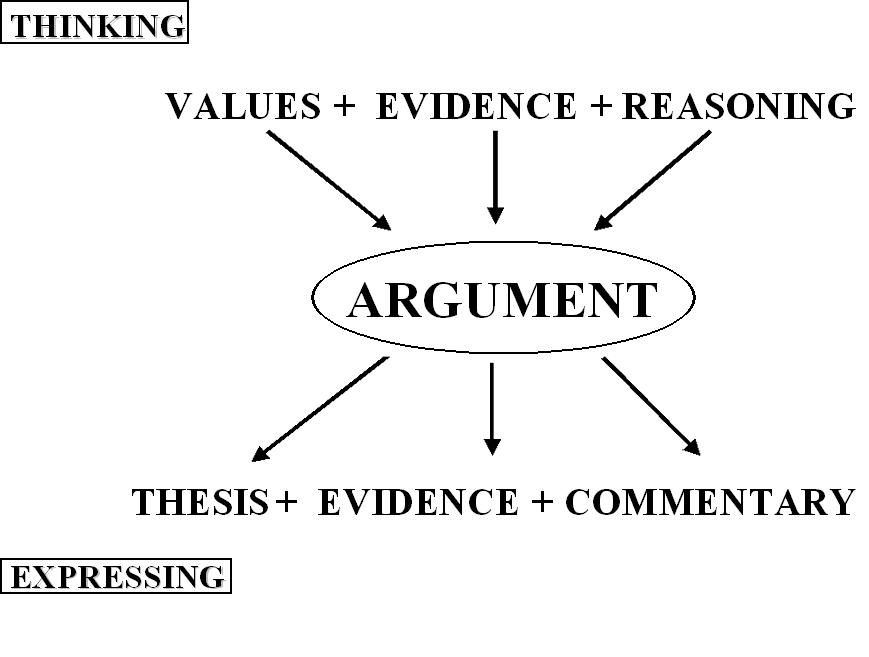 THINKING
VALUES + EVIDENCE + REASONING
ARGUMENT
THESIS + EVIDENCE + COMMENTARY
EXPRESSING